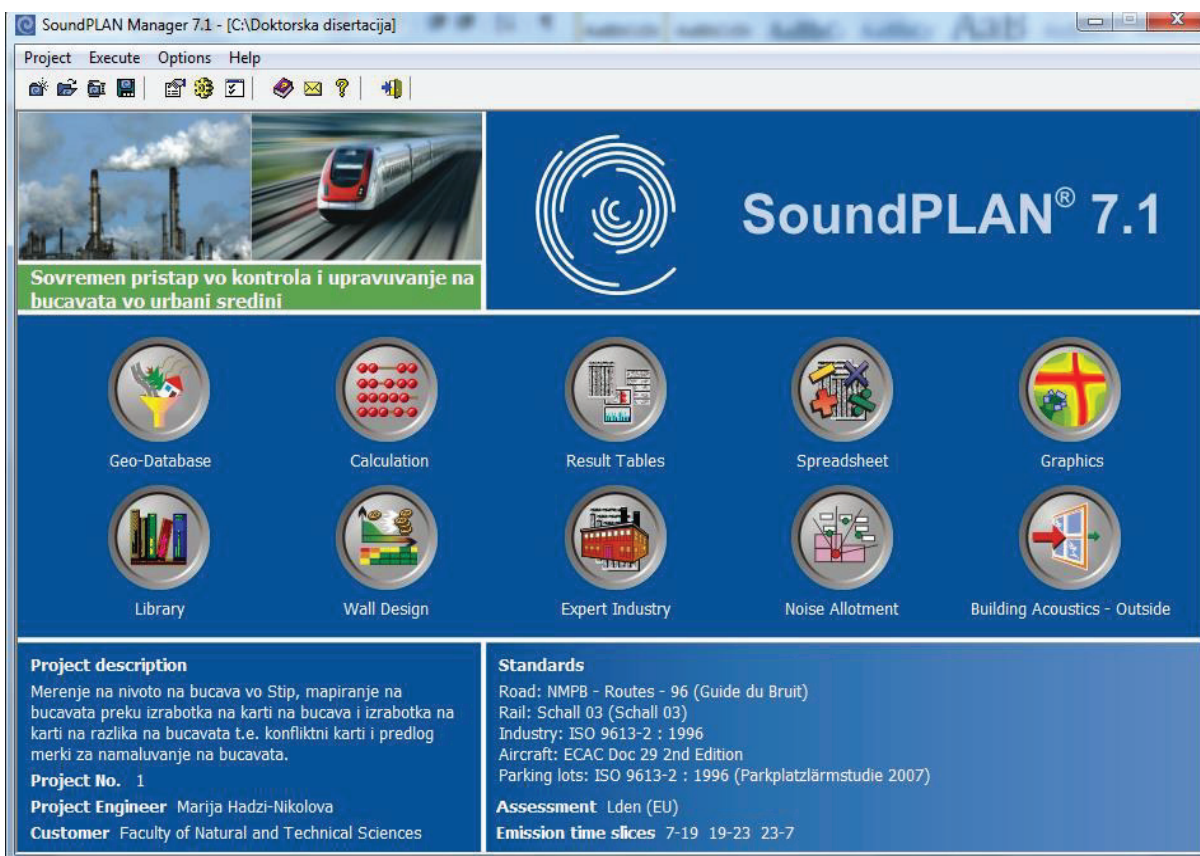 SoundPLAN Manager 7.1 - [C:\Doktorska disertacija]
Project Execute Options Help
Sovremen pristap vo kontrola i upravuvanje na
bucavata vo urbani sredini
SoundPLAN® 7.1
Geo-Database
Calculation
Result Tables
Spreadsheet
Graphics
Library
Wall Design
Expert Industry
Noise Allotment
Building Acoustics - Outside
Project description
Merenje na nivoto na bucava vo Stip, mapiranje na
bucavata preku izrabotka na karti na bucava i izrabotka na
karti na razlika na bucavata t.e. konfliktni karti i predlog
merki za namaluvanje na bucavata.
Project No. 1
Project Engineer Marija Hadzi-Nikolova
Customer Faculty of Natural and Technical Sciences
Standards
Road: NMPB - Routes - 96 (Guide du Bruit)
Rail: Schall 03 (Schall 03)
Industry: ISO 9613-2 : 1996
Aircraft: ECAC Doc 29 2nd Edition
Parking lots: ISO 9613-2 : 1996 (Parkplatzlärmstudie 2007)
Assessment Lden (EU)
Emission time slices 7-19 19-23 23-7